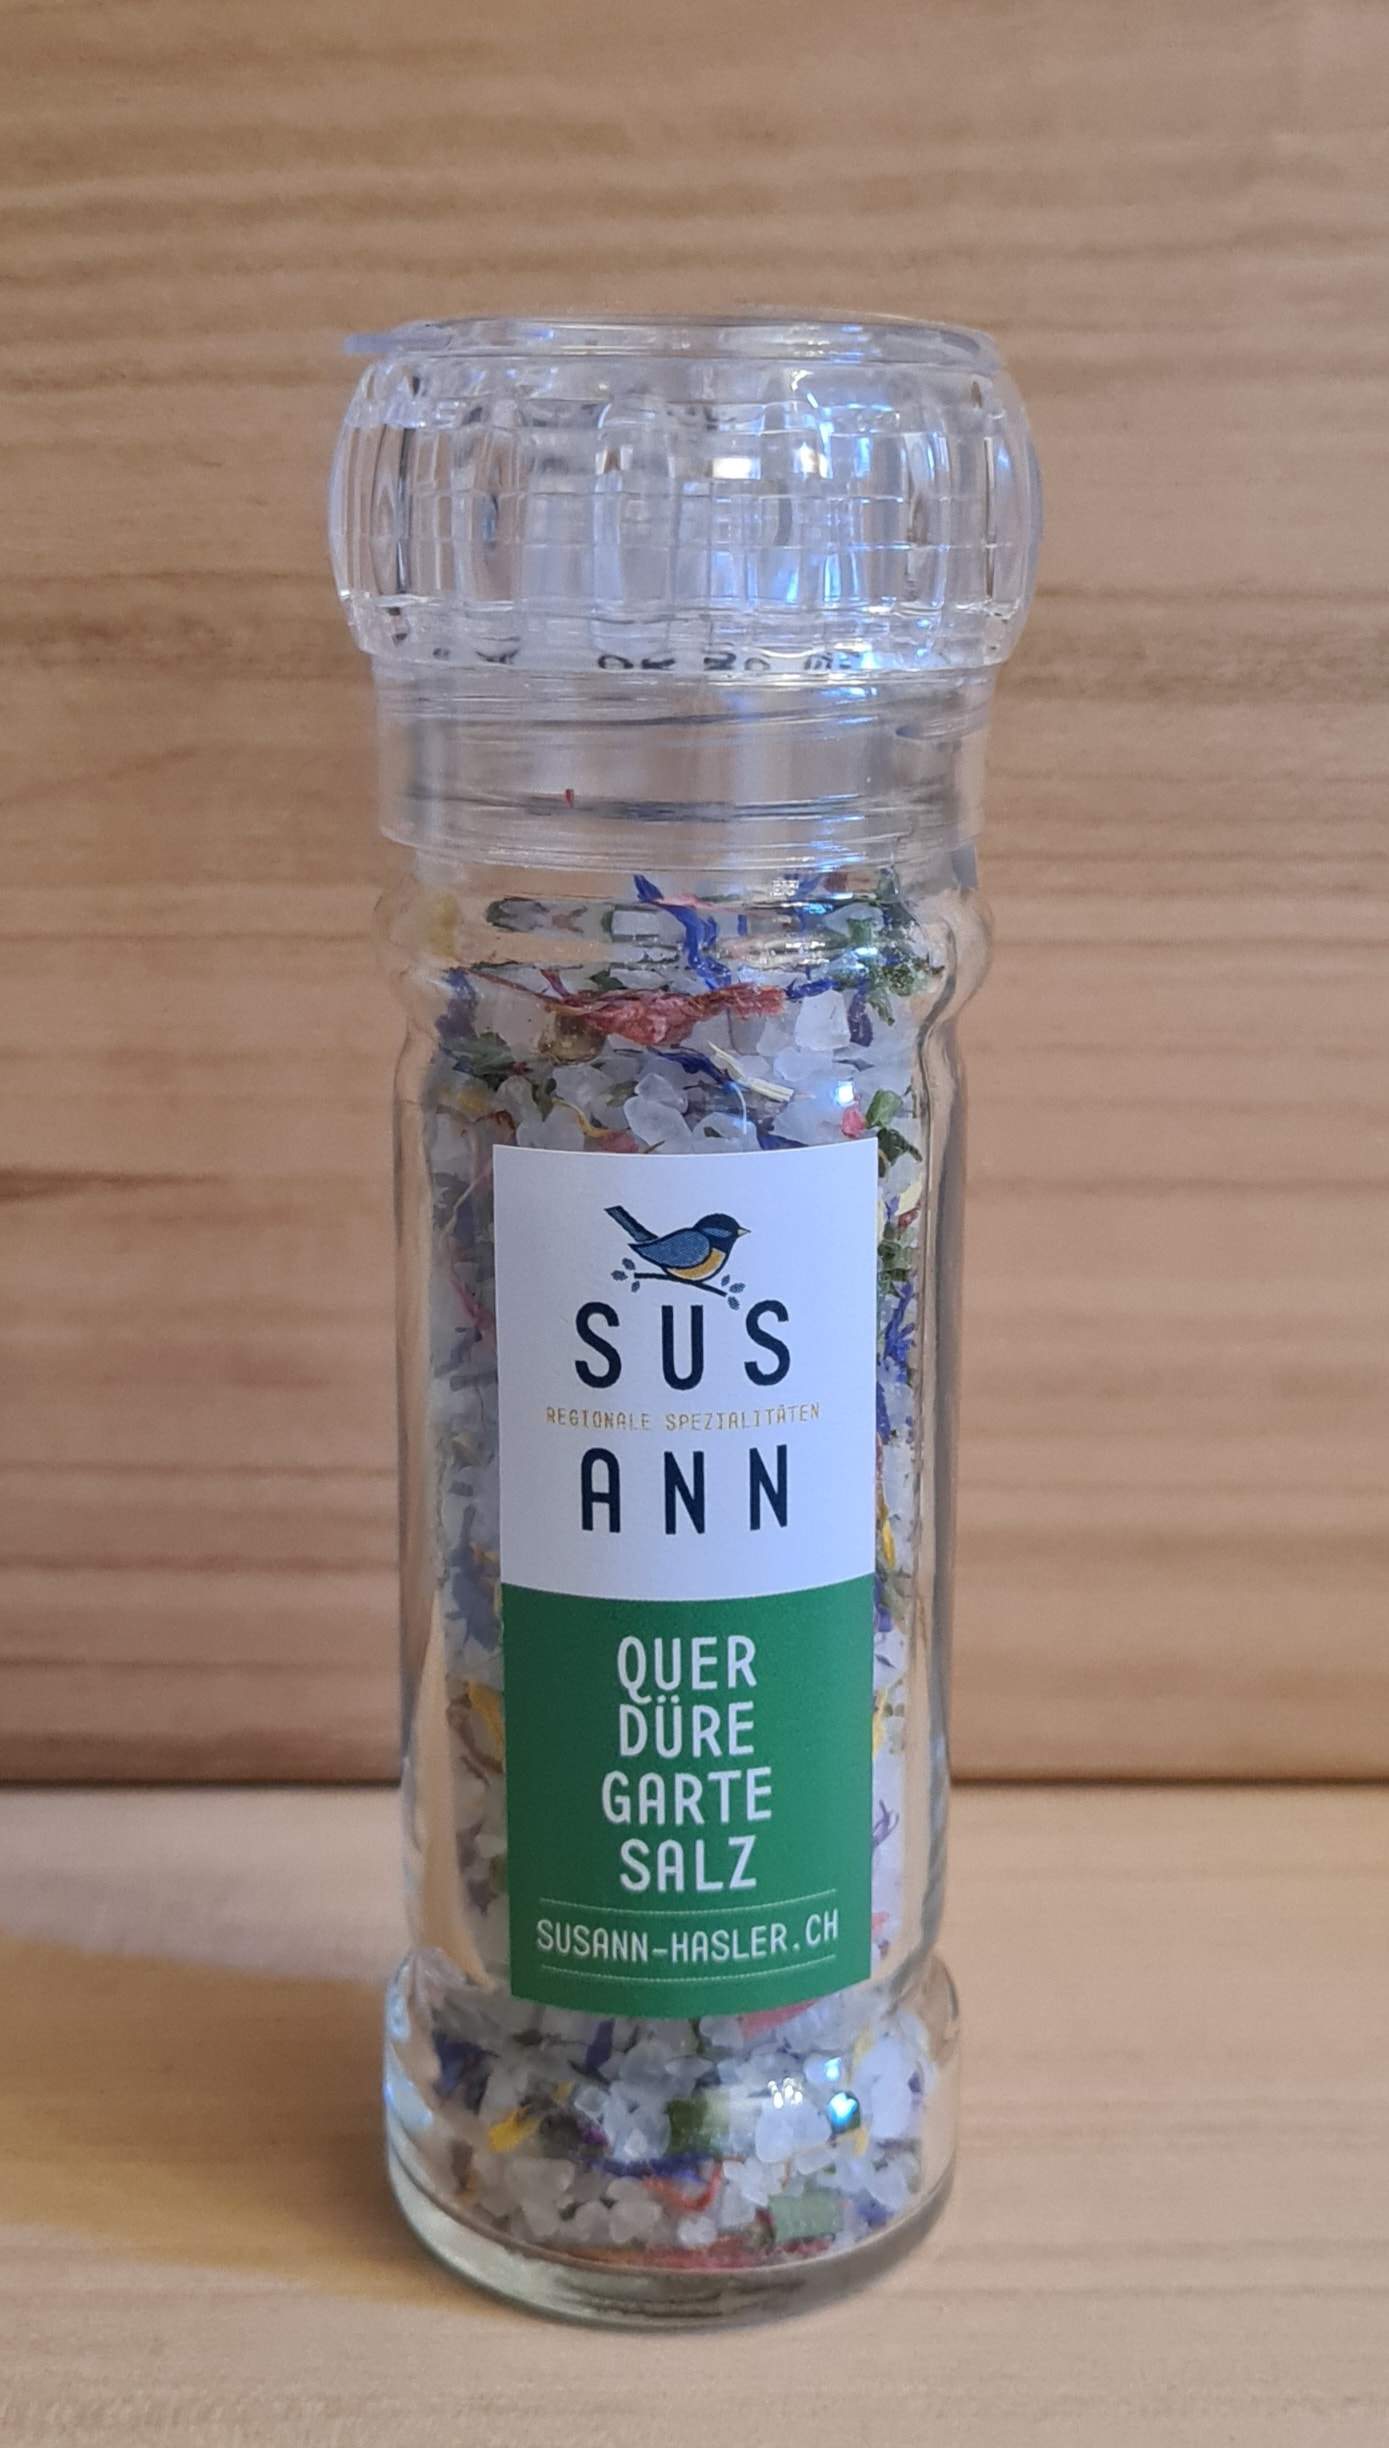 SUS
REGIONALE SPEZIALITÄTEN
ANN
QUER
DÜRE
GARTE
SALZ
SUSANN-HASLER.CH